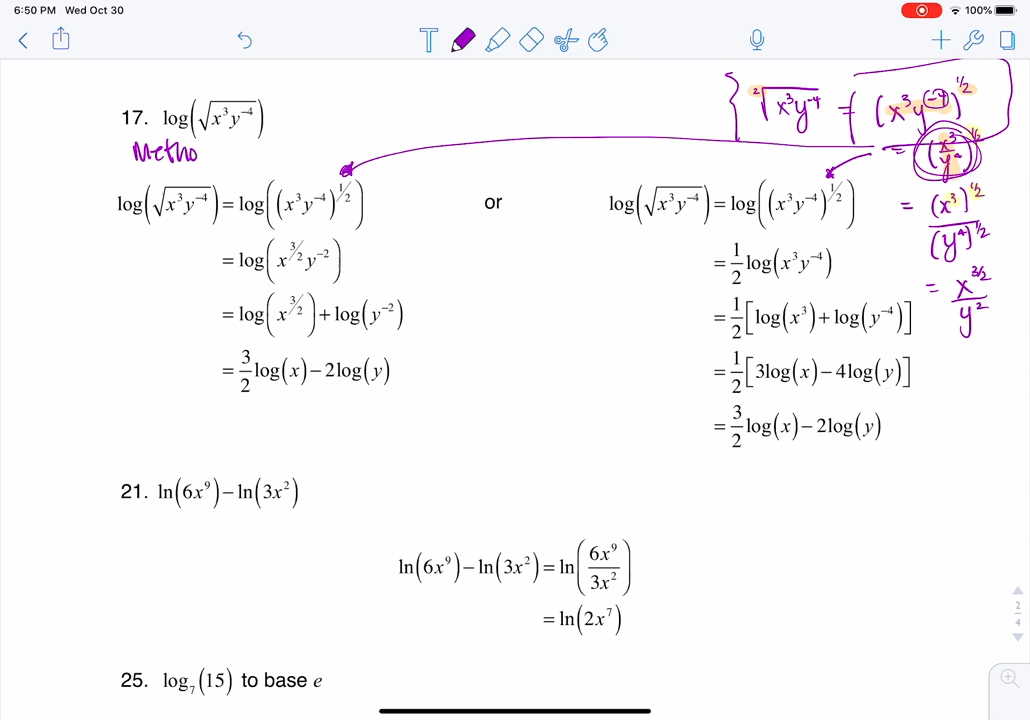 6:50 PM Wed Oct 30
100%
T
²√(x³y⁻⁴) = (x³y⁽⁻⁴⁾)^1/2
17. log(√(x³y⁻⁴))
Metho
= (x³/y⁴)^1/2
log(√(x³y⁻⁴)) = log((x³y⁻⁴)^1/2) or log(√(x³y⁻⁴)) = log((x³y⁻⁴)^1/2)
= (x³)^1/2 / (y⁴)^1/2
= log(x^3/2 y⁻²)
= 1/2 log(x³y⁻⁴)
= x^3/2 / y²
= log(x^3/2) + log(y⁻²)
= 1/2 [log(x³) + log(y⁻⁴)]
= 3/2 log(x) − 2log(y)
= 1/2 [3log(x) − 4log(y)]
= 3/2 log(x) − 2log(y)
21. ln(6x⁹) − ln(3x²)
ln(6x⁹) − ln(3x²) = ln(6x⁹/3x²)
= ln(2x⁷)
2
4
25. log₇(15) to base e